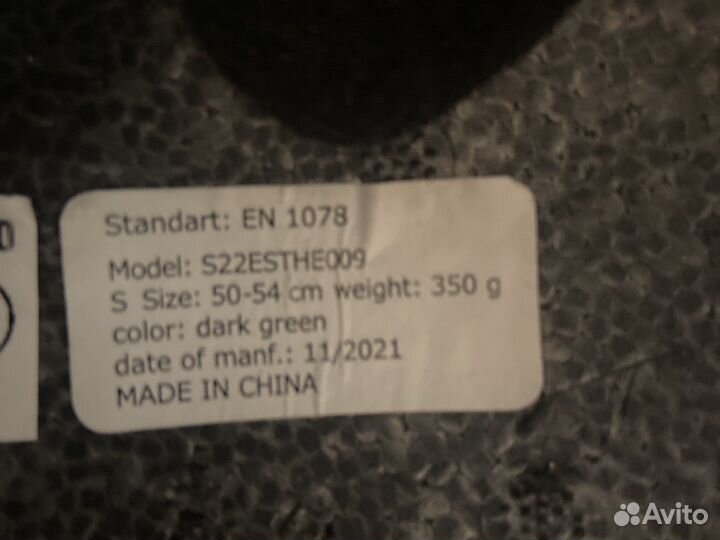 Standart: EN 1078
Model: S22ESTHE009
S Size: 50-54 cm weight: 350 g
color: dark green
date of manf.: 11/2021
MADE IN CHINA
Avito